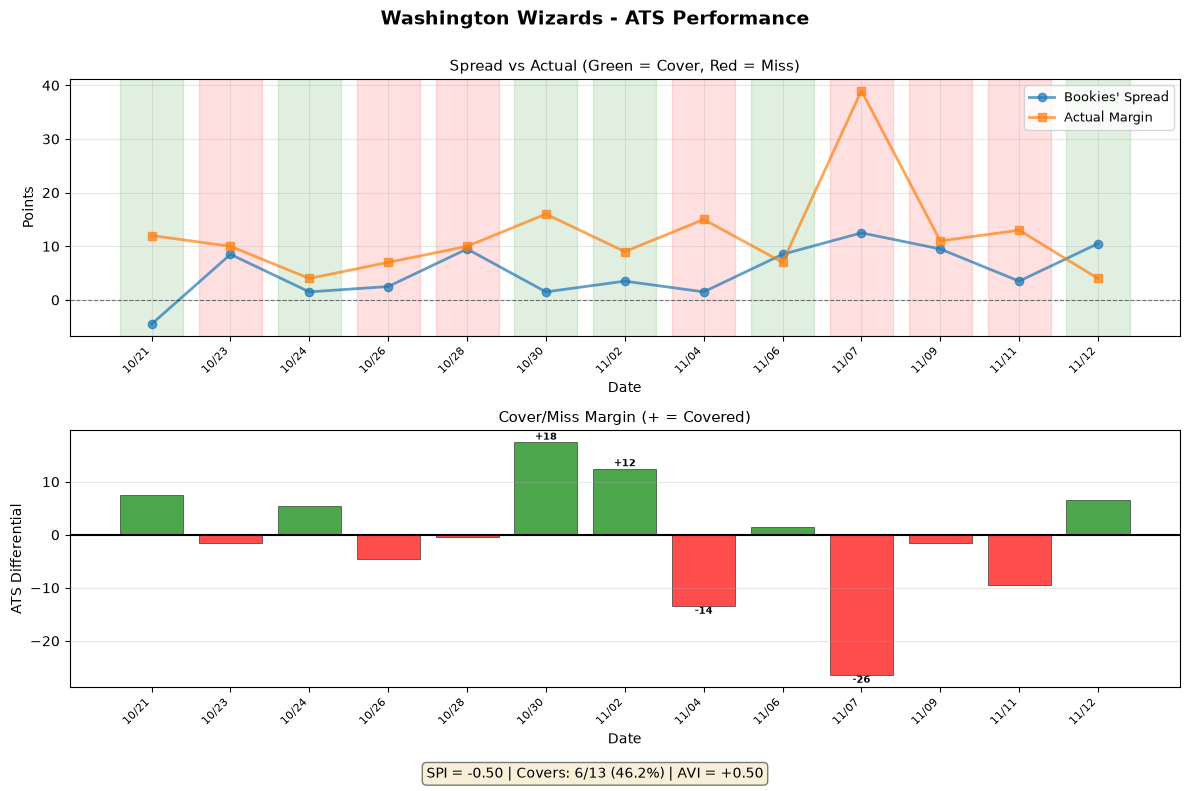 Washington Wizards - ATS Performance
Spread vs Actual (Green = Cover, Red = Miss)
Points
40
30
20
10
0
Bookies' Spread
Actual Margin
10/21 10/23 10/24 10/26 10/28 10/30 11/02 11/04 11/06 11/07 11/09 11/11 11/12
Date
Cover/Miss Margin (+ = Covered)
ATS Differential
10
0
−10
−20
+18
+12
-14
-26
10/21 10/23 10/24 10/26 10/28 10/30 11/02 11/04 11/06 11/07 11/09 11/11 11/12
Date
SPI = -0.50 | Covers: 6/13 (46.2%) | AVI = +0.50